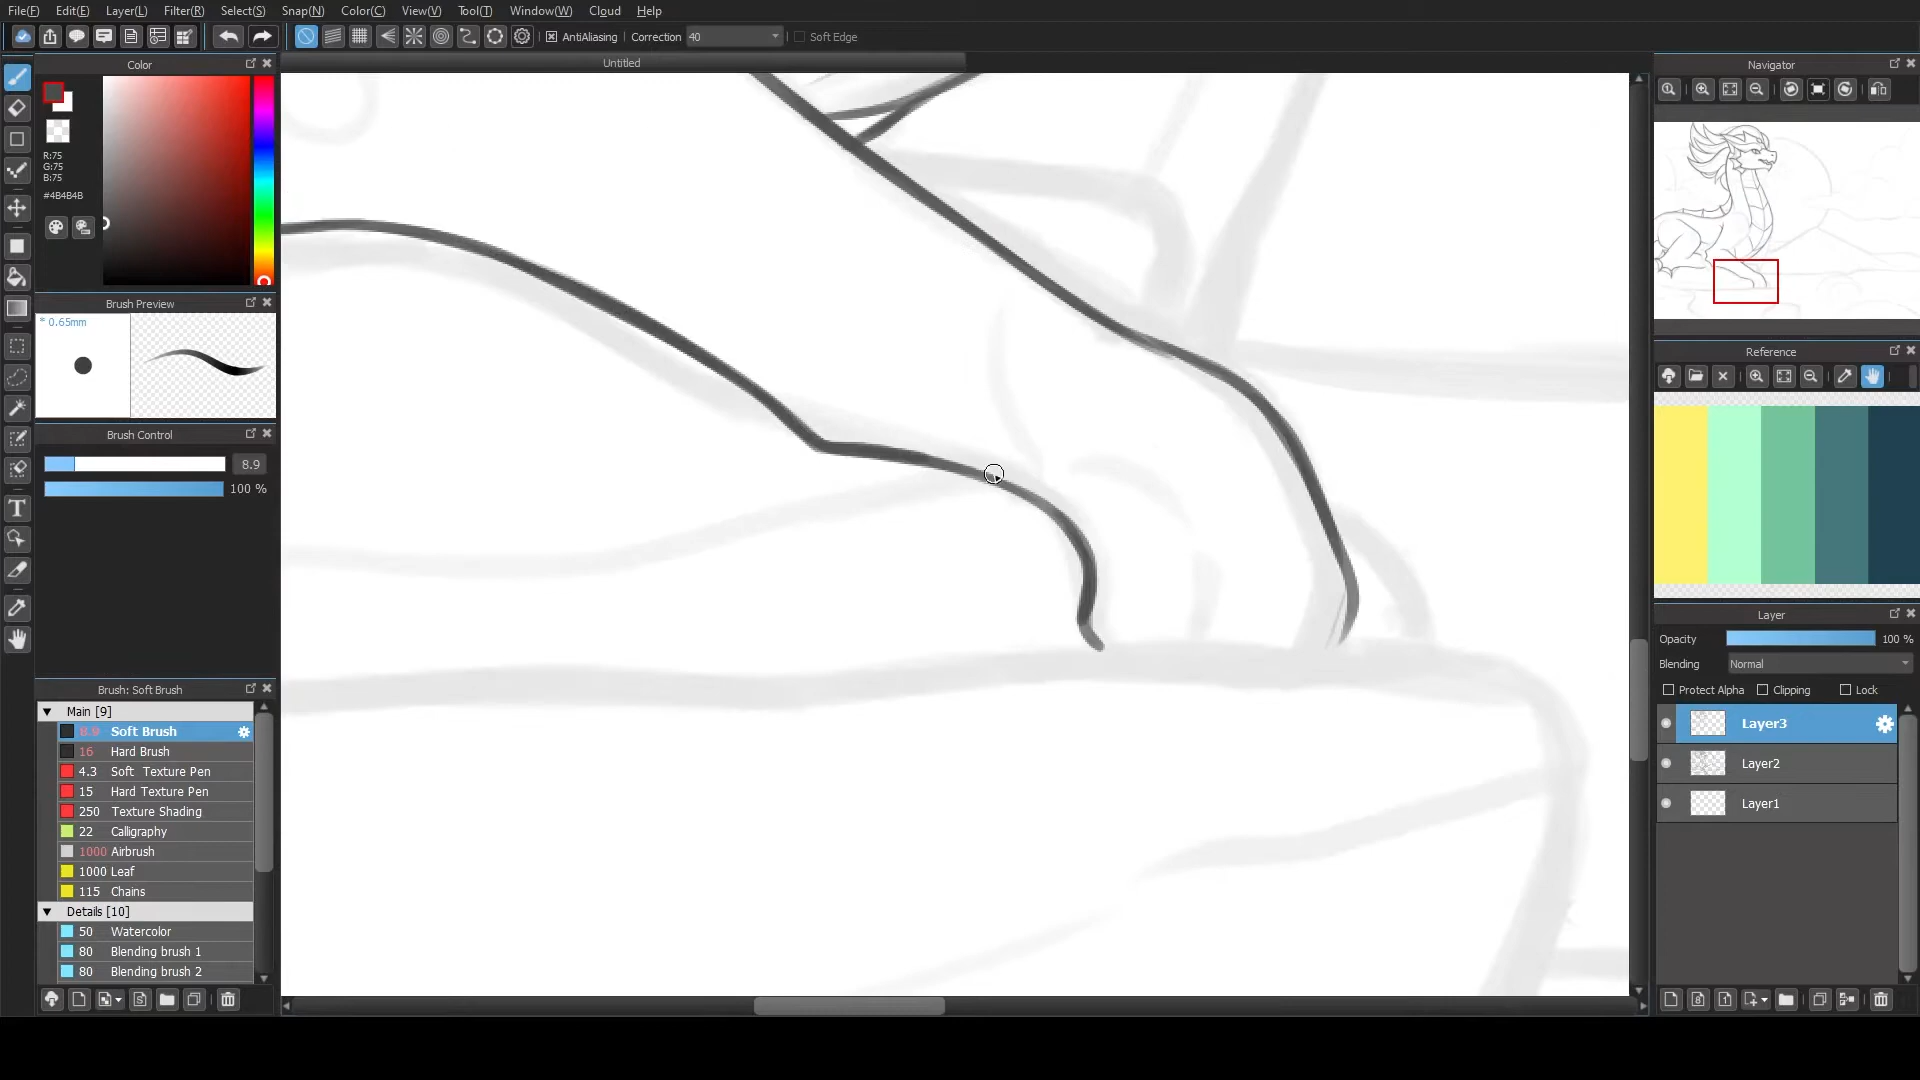 File(F) Edit(E) Layer(L) Filter(R) Select(S) Snap(N) Color(C) View(V) Tool(T) Window(W) Cloud Help
AntiAliasing Correction 40 Soft Edge
Color
R:75
G:75
B:75
#4B4B4B
Brush Preview
* 0.65mm
Brush Control
8.9
100 %
Brush: Soft Brush
Main [9]
8.9 Soft Brush
16 Hard Brush
4.3 Soft Texture Pen
15 Hard Texture Pen
250 Texture Shading
22 Calligraphy
1000 Airbrush
1000 Leaf
115 Chains
Details [10]
50 Watercolor
80 Blending brush 1
80 Blending brush 2
Untitled
Navigator
Reference
Layer
Opacity 100 %
Blending Normal
Protect Alpha Clipping Lock
Layer3
Layer2
Layer1